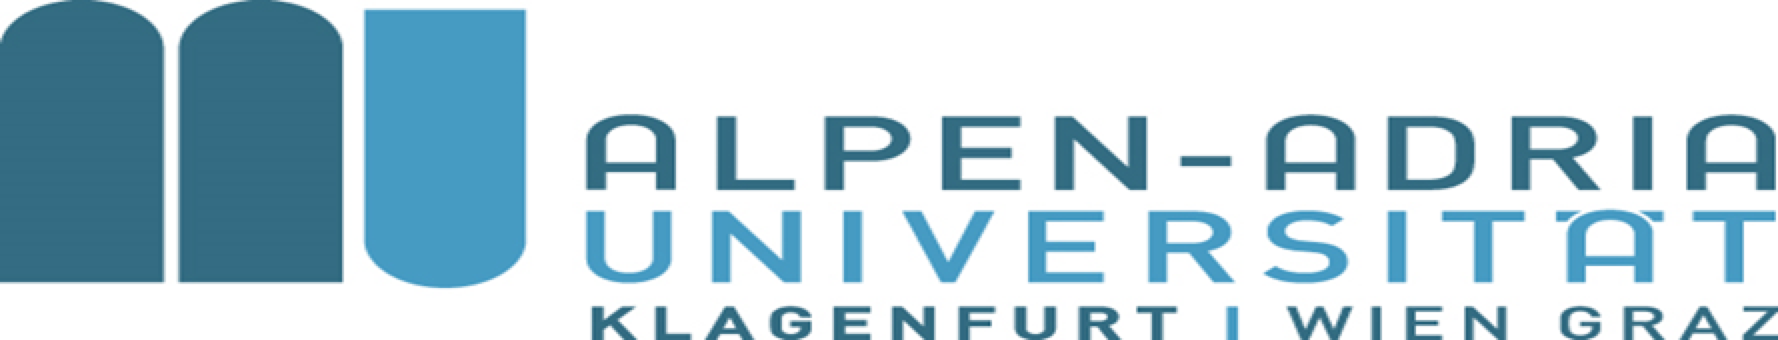 ALPEN-ADRIA
UNIVERSITÄT
KLAGENFURT | WIEN GRAZ